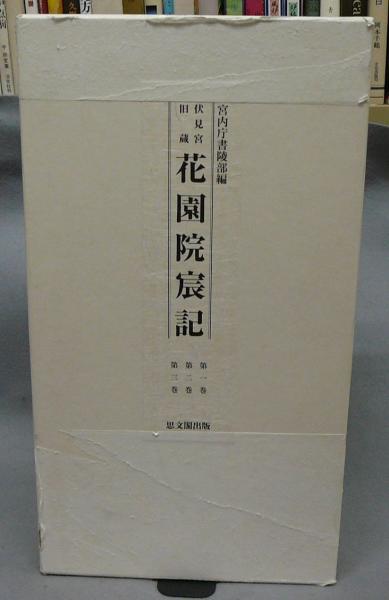 宮内庁書陵部編
伏見宮
旧蔵
花園院宸記
第一巻
第二巻
第三巻
思文閣出版